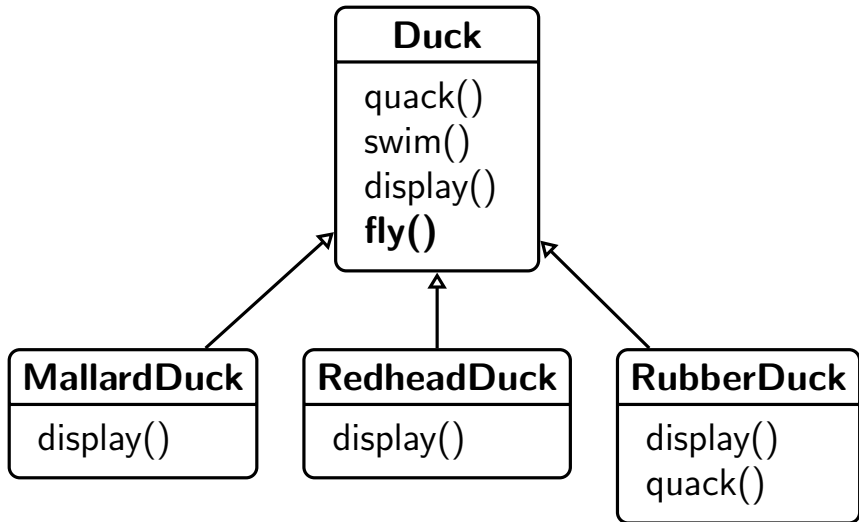 Duck
quack()
swim()
display()
fly()
MallardDuck
display()
RedheadDuck
display()
RubberDuck
display()
quack()